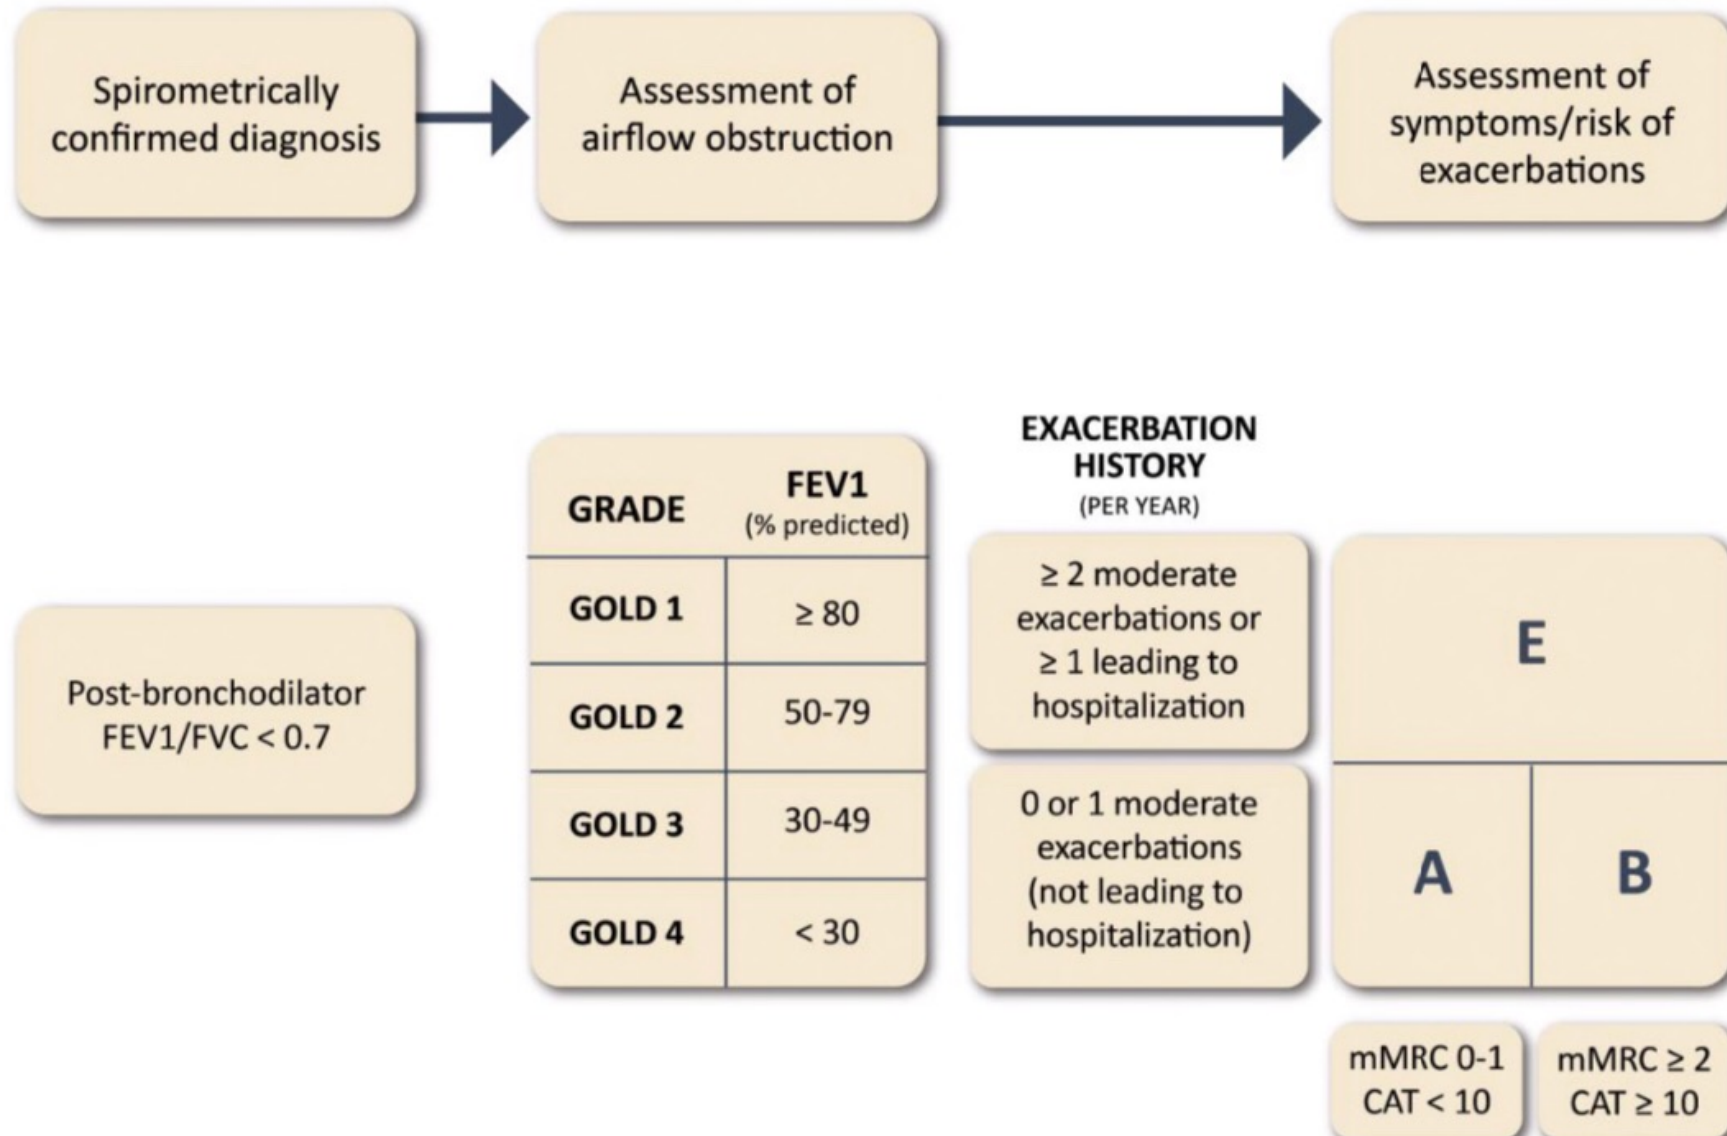 Spirometrically
confirmed diagnosis
Assessment of
airflow obstruction
Assessment of
symptoms/risk of
exacerbations
Post-bronchodilator
FEV1/FVC < 0.7
GRADE
FEV1
(% predicted)
GOLD 1
≥ 80
GOLD 2
50-79
GOLD 3
30-49
GOLD 4
< 30
EXACERBATION
HISTORY
(PER YEAR)
≥ 2 moderate
exacerbations or
≥ 1 leading to
hospitalization
0 or 1 moderate
exacerbations
(not leading to
hospitalization)
E
A
B
mMRC 0-1
CAT < 10
mMRC ≥ 2
CAT ≥ 10